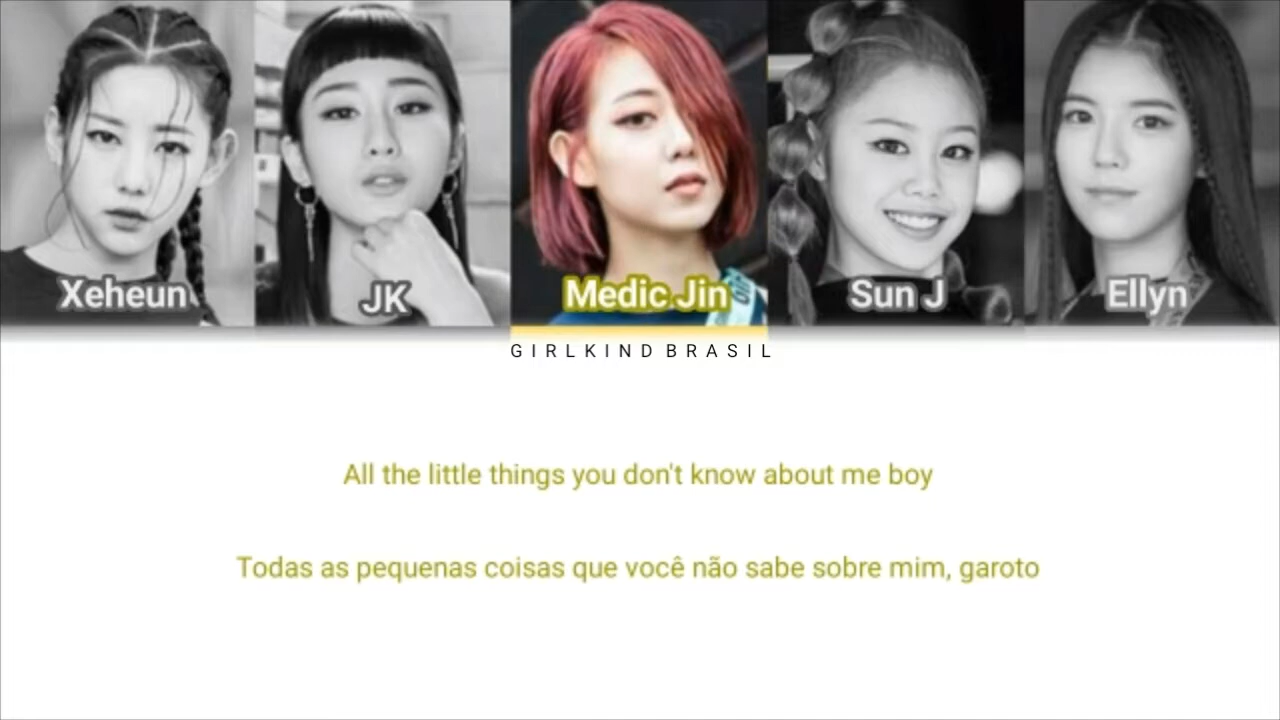 Xeheun
JK
Medic Jin
Sun J
Ellyn
GIRLKIND BRASIL
All the little things you don't know about me boy
Todas as pequenas coisas que você não sabe sobre mim, garoto